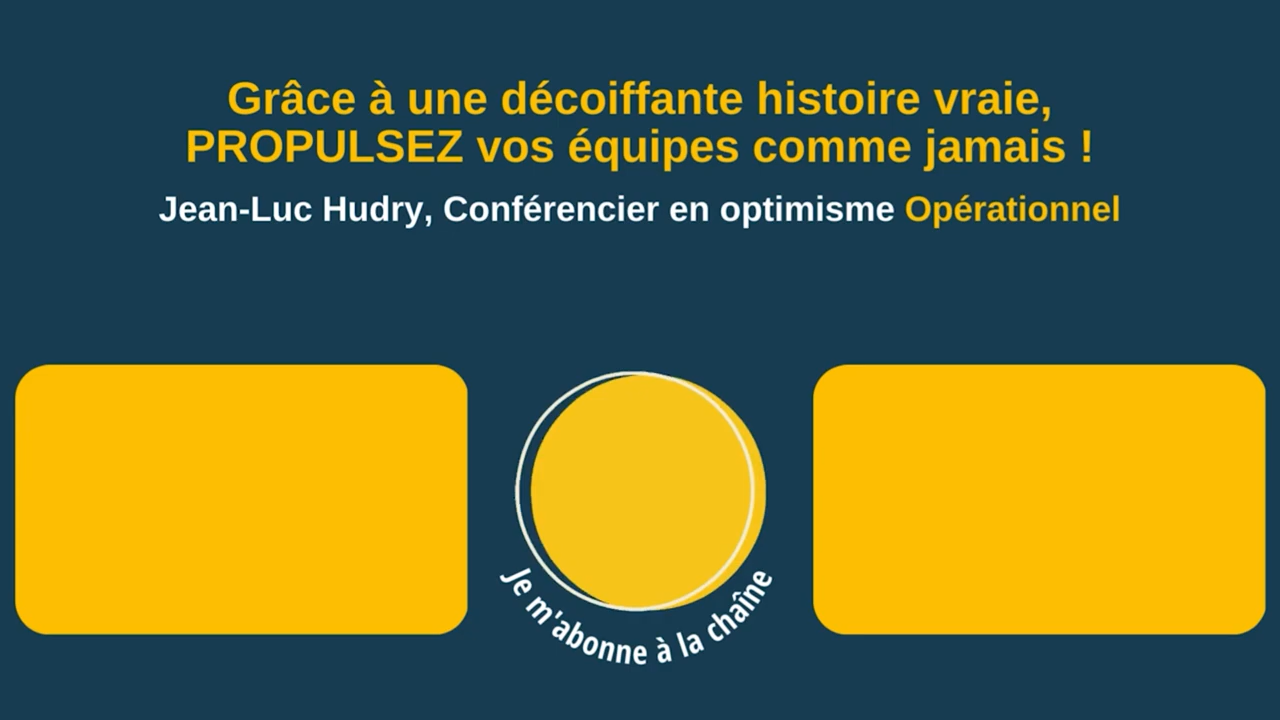 Grâce à une décoiffante histoire vraie,
PROPULSEZ vos équipes comme jamais !
Jean-Luc Hudry, Conférencier en optimisme Opérationnel
Je m'abonne à la chaîne